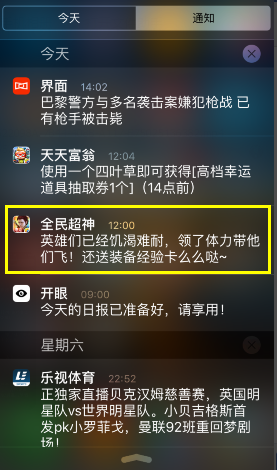 今天
通知
今天
界面 14:02
巴黎警方与多名袭击案嫌犯枪战 已
有枪手被击毙
天天富翁 12:04
使用一个四叶草即可获得[高档幸运
道具抽取券1个]（14点前）
全民超神 12:00
英雄们已经饥渴难耐，领了体力带他
们飞！还送装备经验卡么么哒~
开眼 09:00
今天的日报已准备好，请享用！
星期六
乐视体育 22:52
正独家直播贝克汉姆慈善赛，英国明
星队vs世界明星队。小贝吉格斯首
发pk小罗菲戈，曼联92班重回梦剧
场！